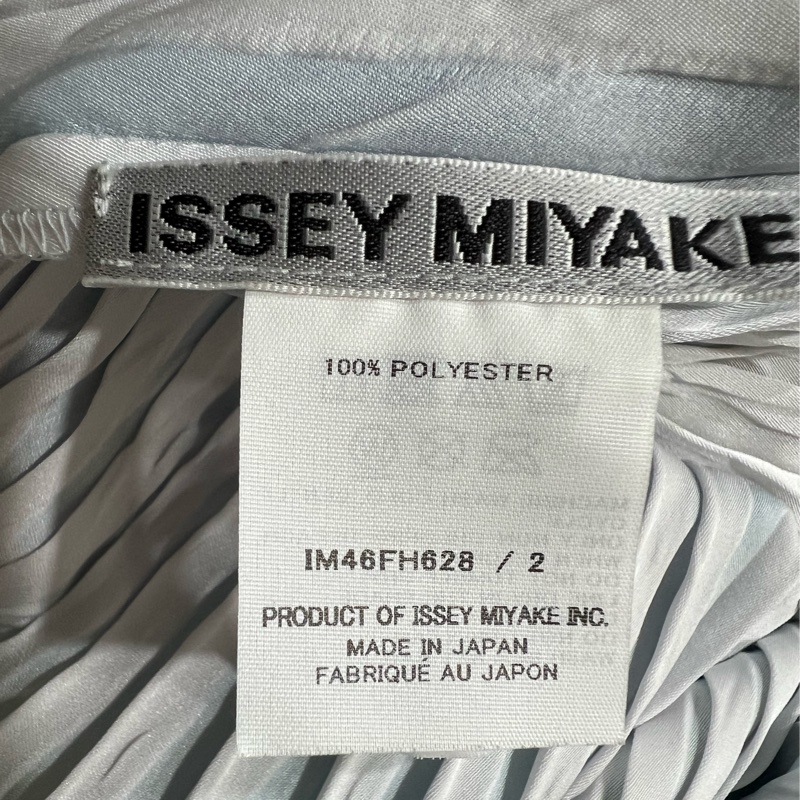 ISSEY MIYAKE
100% POLYESTER
IM46FH628 / 2
PRODUCT OF ISSEY MIYAKE INC.
MADE IN JAPAN
FABRIQUÉ AU JAPON